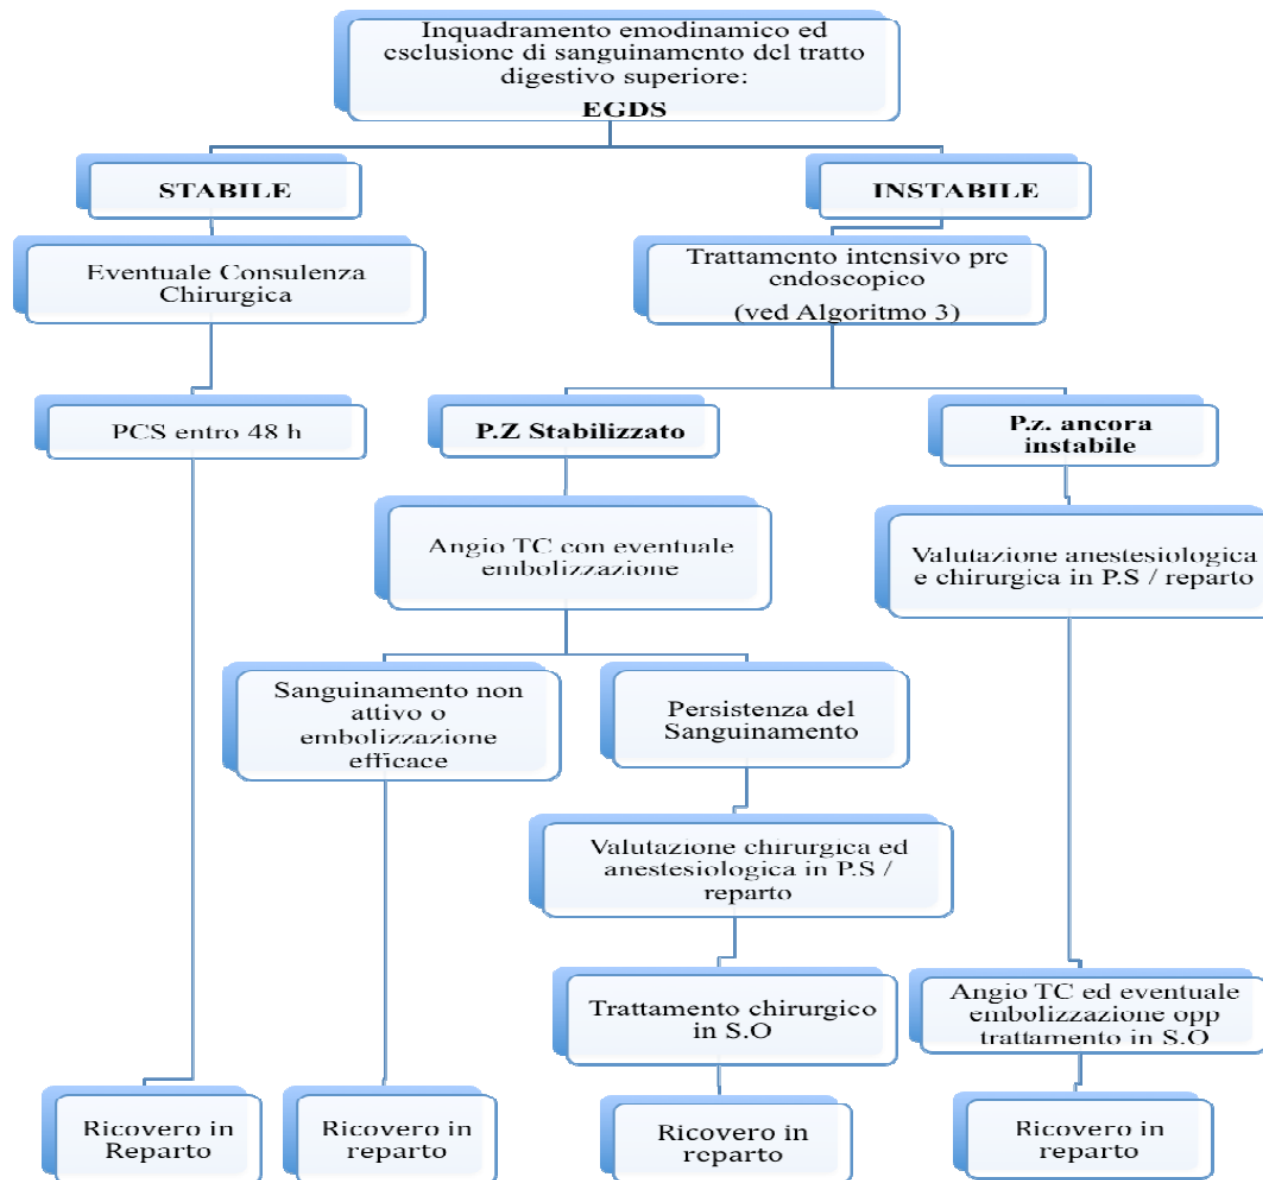 Inquadramento emodinamico ed
esclusione di sanguinamento del tratto
digestivo superiore:
EGDS
STABILE
INSTABILE
Eventuale Consulenza
Chirurgica
Trattamento intensivo pre
endoscopico
(ved Algoritmo 3)
PCS entro 48 h
P.Z Stabilizzato
P.z. ancora
instabile
Angio TC con eventuale
embolizzazione
Valutazione anestesiologica
e chirurgica in P.S / reparto
Sanguinamento non
attivo o
embolizzazione
efficace
Persistenza del
Sanguinamento
Valutazione chirurgica ed
anestesiologica in P.S /
reparto
Trattamento chirurgico
in S.O
Angio TC ed eventuale
embolizzazione opp
trattamento in S.O
Ricovero in
Reparto
Ricovero in
reparto
Ricovero in
reparto
Ricovero in
reparto